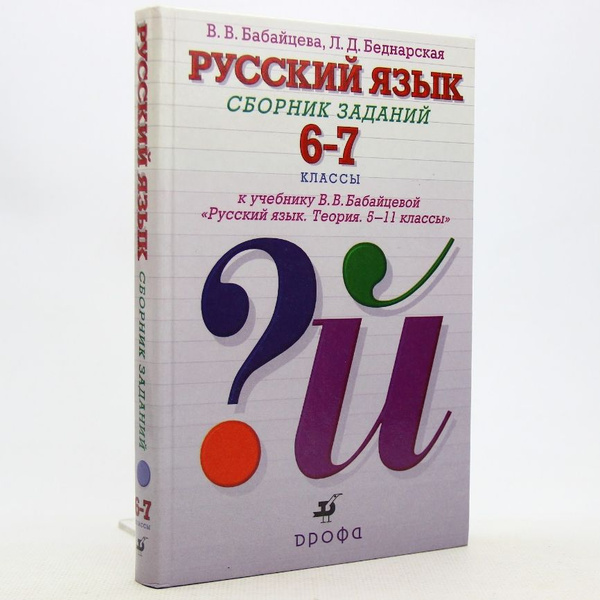 В. В. Бабайцева, Л. Д. Беднарская
РУССКИЙ ЯЗЫК
СБОРНИК ЗАДАНИЙ
6–7
КЛАССЫ
к учебнику В. В. Бабайцевой
«Русский язык. Теория. 5–11 классы»
?й
дрофа
РУССКИЙ ЯЗЫК
СБОРНИК ЗАДАНИЙ
6–7
КЛАССЫ